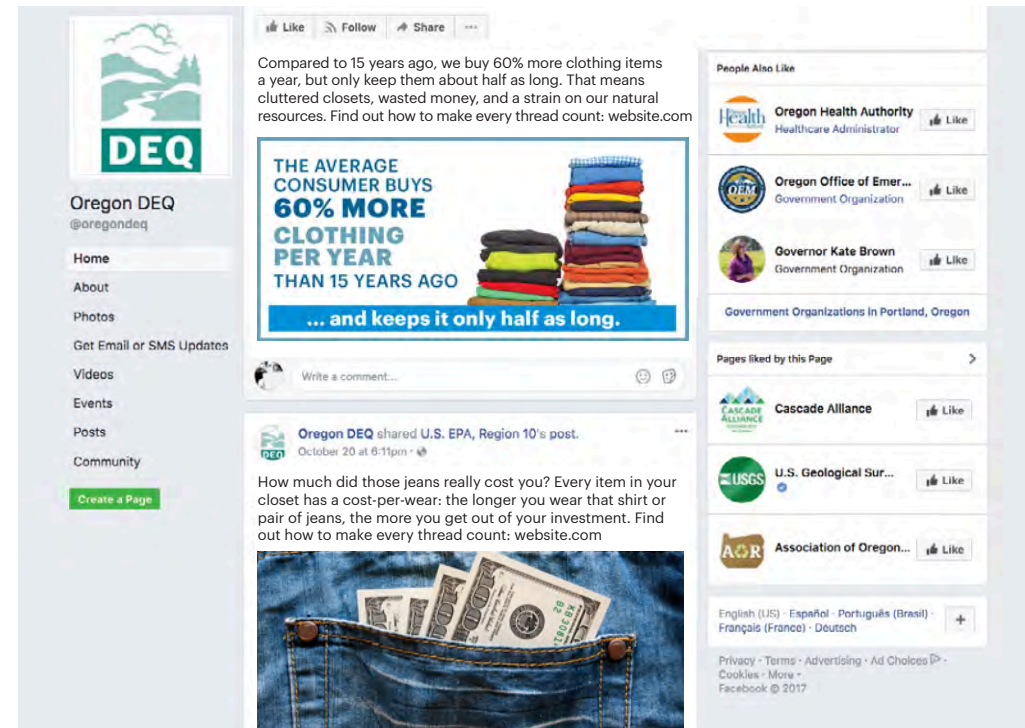 DEQ
Oregon DEQ
@oregondeq
Home
About
Photos
Get Email or SMS Updates
Videos
Events
Posts
Community
Create a Page
Like Follow Share ...
Compared to 15 years ago, we buy 60% more clothing items
a year, but only keep them about half as long. That means
cluttered closets, wasted money, and a strain on our natural
resources. Find out how to make every thread count: website.com
THE AVERAGE
CONSUMER BUYS
60% MORE
CLOTHING
PER YEAR
THAN 15 YEARS AGO
... and keeps it only half as long.
Write a comment...
DEQ
Oregon DEQ shared U.S. EPA, Region 10's post.
October 20 at 6:11pm ·
How much did those jeans really cost you? Every item in your
closet has a cost-per-wear: the longer you wear that shirt or
pair of jeans, the more you get out of your investment. Find
out how to make every thread count: website.com
100
People Also Like
Health
Oregon Health Authority
Healthcare Administrator
Like
OEM
Oregon Office of Emer...
Government Organization
Like
Governor Kate Brown
Government Organization
Like
Government Organizations in Portland, Oregon
Pages liked by this Page
CASCADE
ALLIANCE
Cascade Alliance
Like
USGS
U.S. Geological Sur...
Like
AOR
Association of Oregon...
Like
English (US) · Español · Português (Brasil) ·
Français (France) · Deutsch
+
Privacy · Terms · Advertising · Ad Choices ·
Cookies · More ·
Facebook © 2017